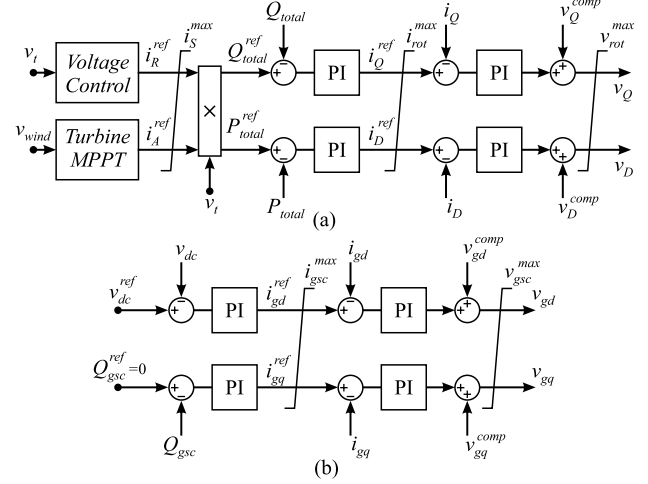 Q_total i_Q v_Q^comp
v_t Voltage Control i_R^ref i_S^max Q_total^ref − + PI i_Q^ref i_rot^max − + PI + + v_rot^max v_Q
×
v_wind Turbine MPPT i_A^ref P_total^ref + − PI i_D^ref + − PI + + v_D
v_t P_total i_D v_D^comp
(a)
v_dc i_gd v_gd^comp
v_dc^ref − + PI i_gd^ref i_gsc^max − + PI + + v_gsc^max v_gd
Q_gsc^ref =0 + − PI i_gq^ref + − PI + + v_gq
Q_gsc i_gq v_gq^comp
(b)